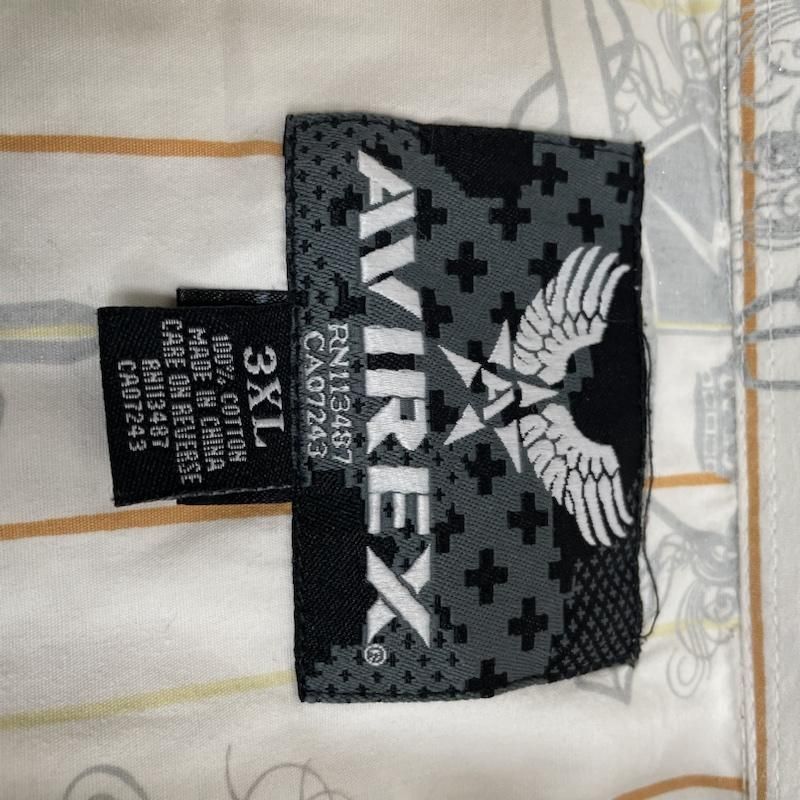 AVIREX®
RN113487
CA07243
3XL
100% COTTON
MADE IN CHINA
CARE ON REVERSE
RN113487
CA07243